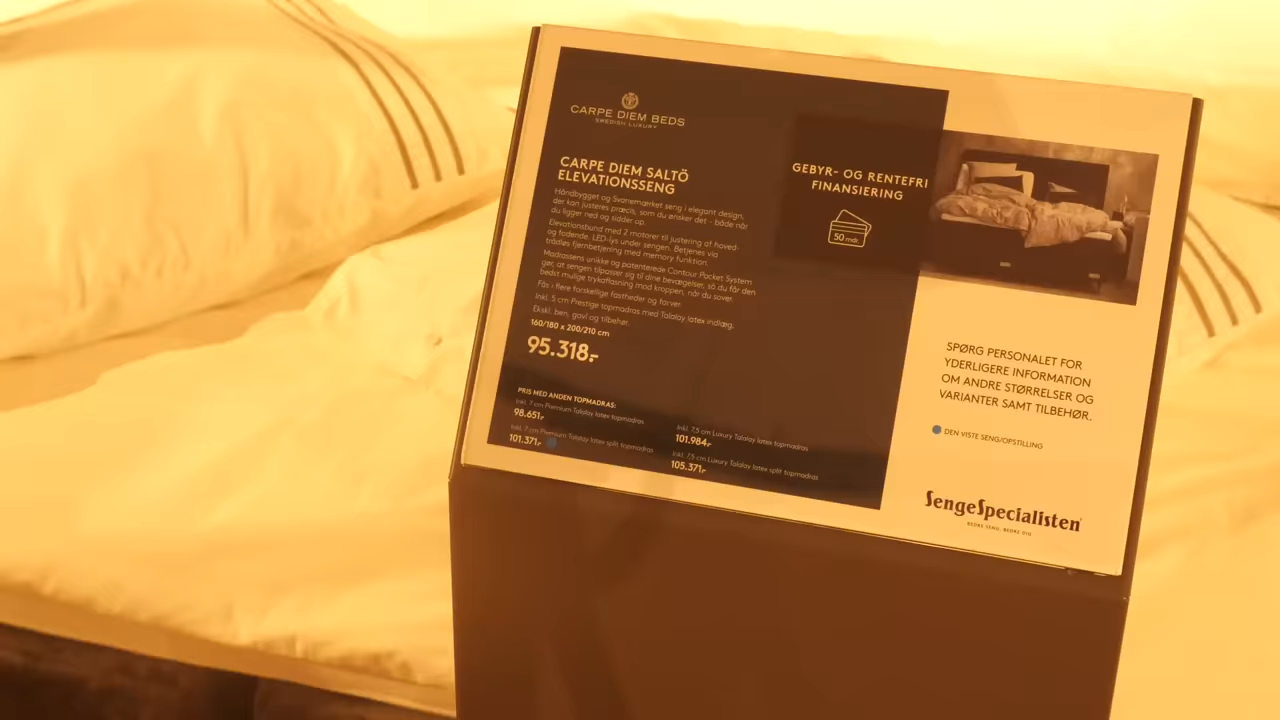 CARPE DIEM BEDS
SWEDISH LUXURY
CARPE DIEM SALTÖ
ELEVATIONSSENG
Håndbygget og Svanemærket seng i elegant design,
der kan justeres præcis, som du ønsker det - både når
du ligger ned og sidder up.
Elevationsbund med 2 motorer til justering af hoved-
og fodende. LED-lys under sengen. Betjenes via
trådløs fjernbetjening med memory funktion.
Madrassens unikke og patenterede Contour Pocket System
gør, at sengen tilpasser sig til dine bevægelser, så du får den
bedst mulige trykaflastning mod kroppen, når du sover.
Fås i flere forskellige fastheder og farver.
Inkl. 5 cm Prestige topmadras med Talalay latex indlæg.
Ekskl. ben, gavl og tilbehør.
160/180 x 200/210 cm
95.318.-
PRIS MED ANDEN TOPMADRAS:
Inkl. 7 cm Premium Talalay latex topmadras
98.651.-
Inkl. 7 cm Premium Talalay latex split topmadras
101.371.-
Inkl. 7,5 cm Luxury Talalay latex topmadras
101.984.-
Inkl. 7,5 cm Luxury Talalay latex split topmadras
105.371.-
GEBYR- OG RENTEFRI
FINANSIERING
50 mdr.
SPØRG PERSONALET FOR
YDERLIGERE INFORMATION
OM ANDRE STØRRELSER OG
VARIANTER SAMT TILBEHØR.
DEN VISTE SENG/OPSTILLING
SengeSpecialisten
BEDRE SENG. BEDRE DIG.